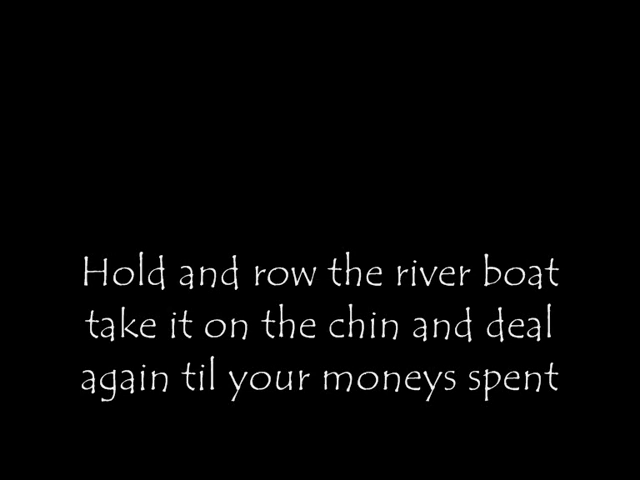 Hold and row the river boat
take it on the chin and deal
again til your moneys spent